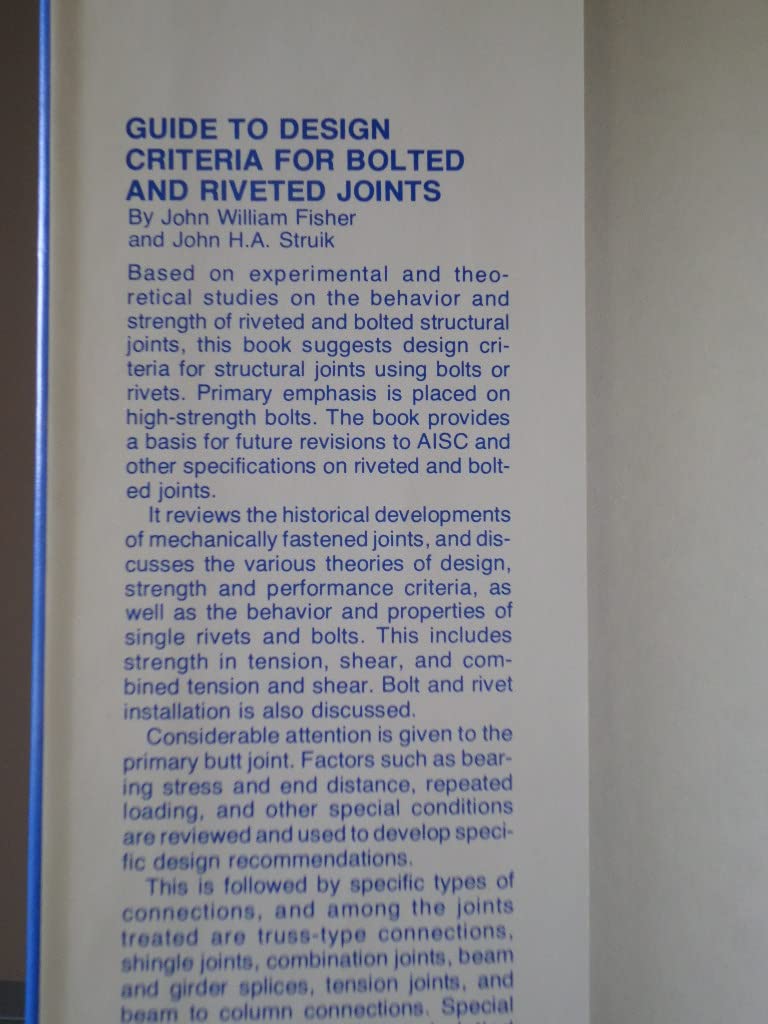 GUIDE TO DESIGN
CRITERIA FOR BOLTED
AND RIVETED JOINTS
By John William Fisher
and John H.A. Struik
Based on experimental and theo-
retical studies on the behavior and
strength of riveted and bolted structural
joints, this book suggests design cri-
teria for structural joints using bolts or
rivets. Primary emphasis is placed on
high-strength bolts. The book provides
a basis for future revisions to AISC and
other specifications on riveted and bolt-
ed joints.
It reviews the historical developments
of mechanically fastened joints, and dis-
cusses the various theories of design,
strength and performance criteria, as
well as the behavior and properties of
single rivets and bolts. This includes
strength in tension, shear, and com-
bined tension and shear. Bolt and rivet
installation is also discussed.
Considerable attention is given to the
primary butt joint. Factors such as bear-
ing stress and end distance, repeated
loading, and other special conditions
are reviewed and used to develop speci-
fic design recommendations.
This is followed by specific types of
connections, and among the joints
treated are truss-type connections,
shingle joints, combination joints, beam
and girder splices, tension joints, and
beam to column connections. Special